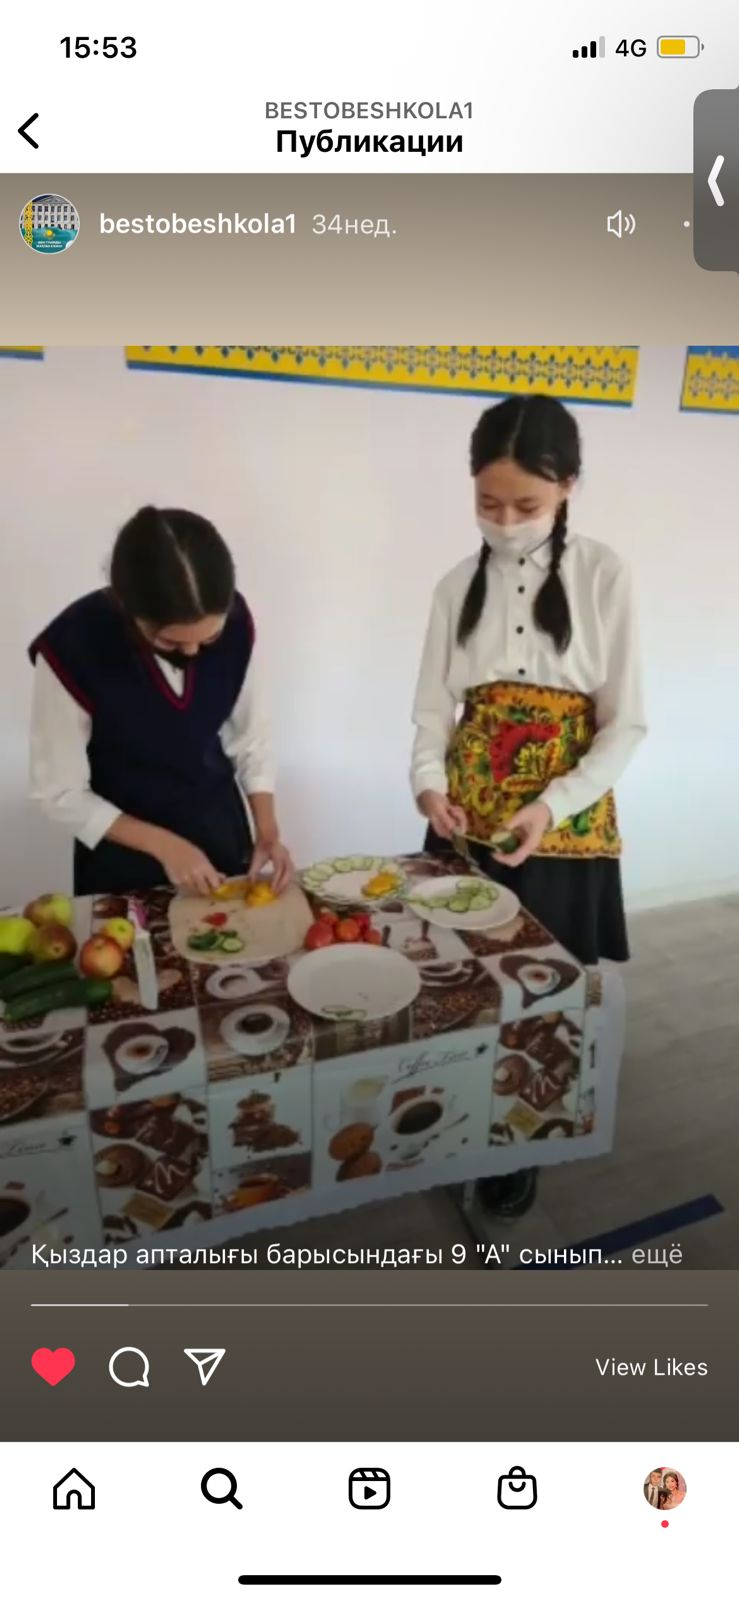 15:53
4G
BESTOBESHKOLA1
Публикации
bestobeshkola1 34нед.
Қыздар апталығы барысындағы 9 "А" сынып... ещё
View Likes